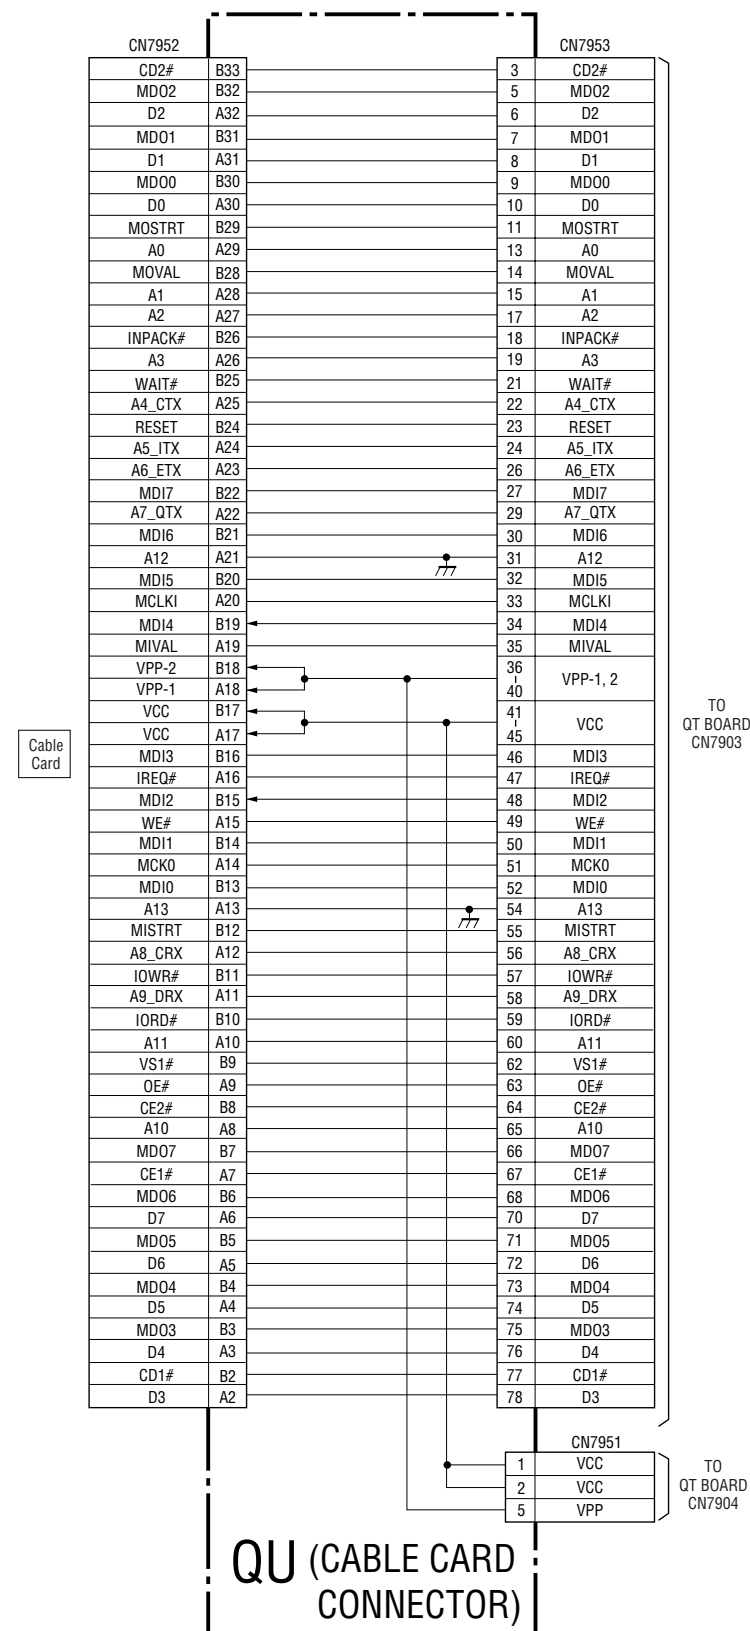 CN7952 CN7953
CD2# B33 3 CD2#
MDO2 B32 5 MDO2
D2 A32 6 D2
MDO1 B31 7 MDO1
D1 A31 8 D1
MDO0 B30 9 MDO0
D0 A30 10 D0
MOSTRT B29 11 MOSTRT
A0 A29 13 A0
MOVAL B28 14 MOVAL
A1 A28 15 A1
A2 A27 17 A2
INPACK# B26 18 INPACK#
A3 A26 19 A3
WAIT# B25 21 WAIT#
A4_CTX A25 22 A4_CTX
RESET B24 23 RESET
A5_ITX A24 24 A5_ITX
A6_ETX A23 26 A6_ETX
MDI7 B22 27 MDI7
A7_QTX A22 29 A7_QTX
MDI6 B21 30 MDI6
A12 A21 31 A12
MDI5 B20 32 MDI5
MCLKI A20 33 MCLKI
MDI4 B19 34 MDI4
MIVAL A19 35 MIVAL
VPP-2 B18 36
VPP-1 A18 40 VPP-1, 2
VCC B17 41
VCC A17 45 VCC
TO
QT BOARD
CN7903
Cable
Card
MDI3 B16 46 MDI3
IREQ# A16 47 IREQ#
MDI2 B15 48 MDI2
WE# A15 49 WE#
MDI1 B14 50 MDI1
MCK0 A14 51 MCK0
MDI0 B13 52 MDI0
A13 A13 54 A13
MISTRT B12 55 MISTRT
A8_CRX A12 56 A8_CRX
IOWR# B11 57 IOWR#
A9_DRX A11 58 A9_DRX
IORD# B10 59 IORD#
A11 A10 60 A11
VS1# B9 62 VS1#
OE# A9 63 OE#
CE2# B8 64 CE2#
A10 A8 65 A10
MDO7 B7 66 MDO7
CE1# A7 67 CE1#
MDO6 B6 68 MDO6
D7 A6 70 D7
MDO5 B5 71 MDO5
D6 A5 72 D6
MDO4 B4 73 MDO4
D5 A4 74 D5
MDO3 B3 75 MDO3
D4 A3 76 D4
CD1# B2 77 CD1#
D3 A2 78 D3
CN7951
1 VCC
2 VCC
5 VPP
TO
QT BOARD
CN7904
QU (CABLE CARD
CONNECTOR)